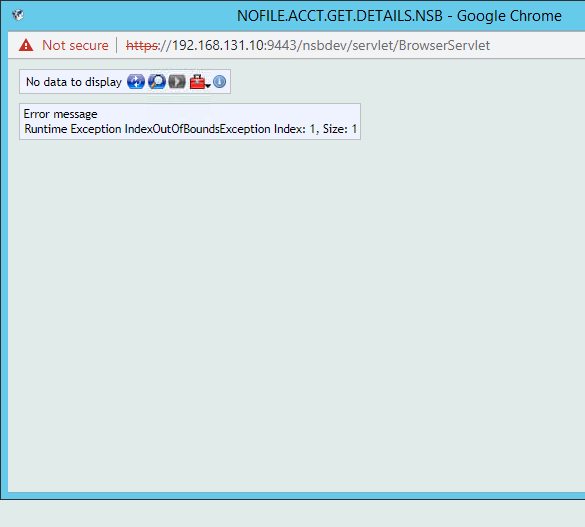 NOFILE.ACCT.GET.DETAILS.NSB - Google Chrome
Not secure https://192.168.131.10:9443/nsbdev/servlet/BrowserServlet
No data to display
Error message
Runtime Exception IndexOutOfBoundsException Index: 1, Size: 1